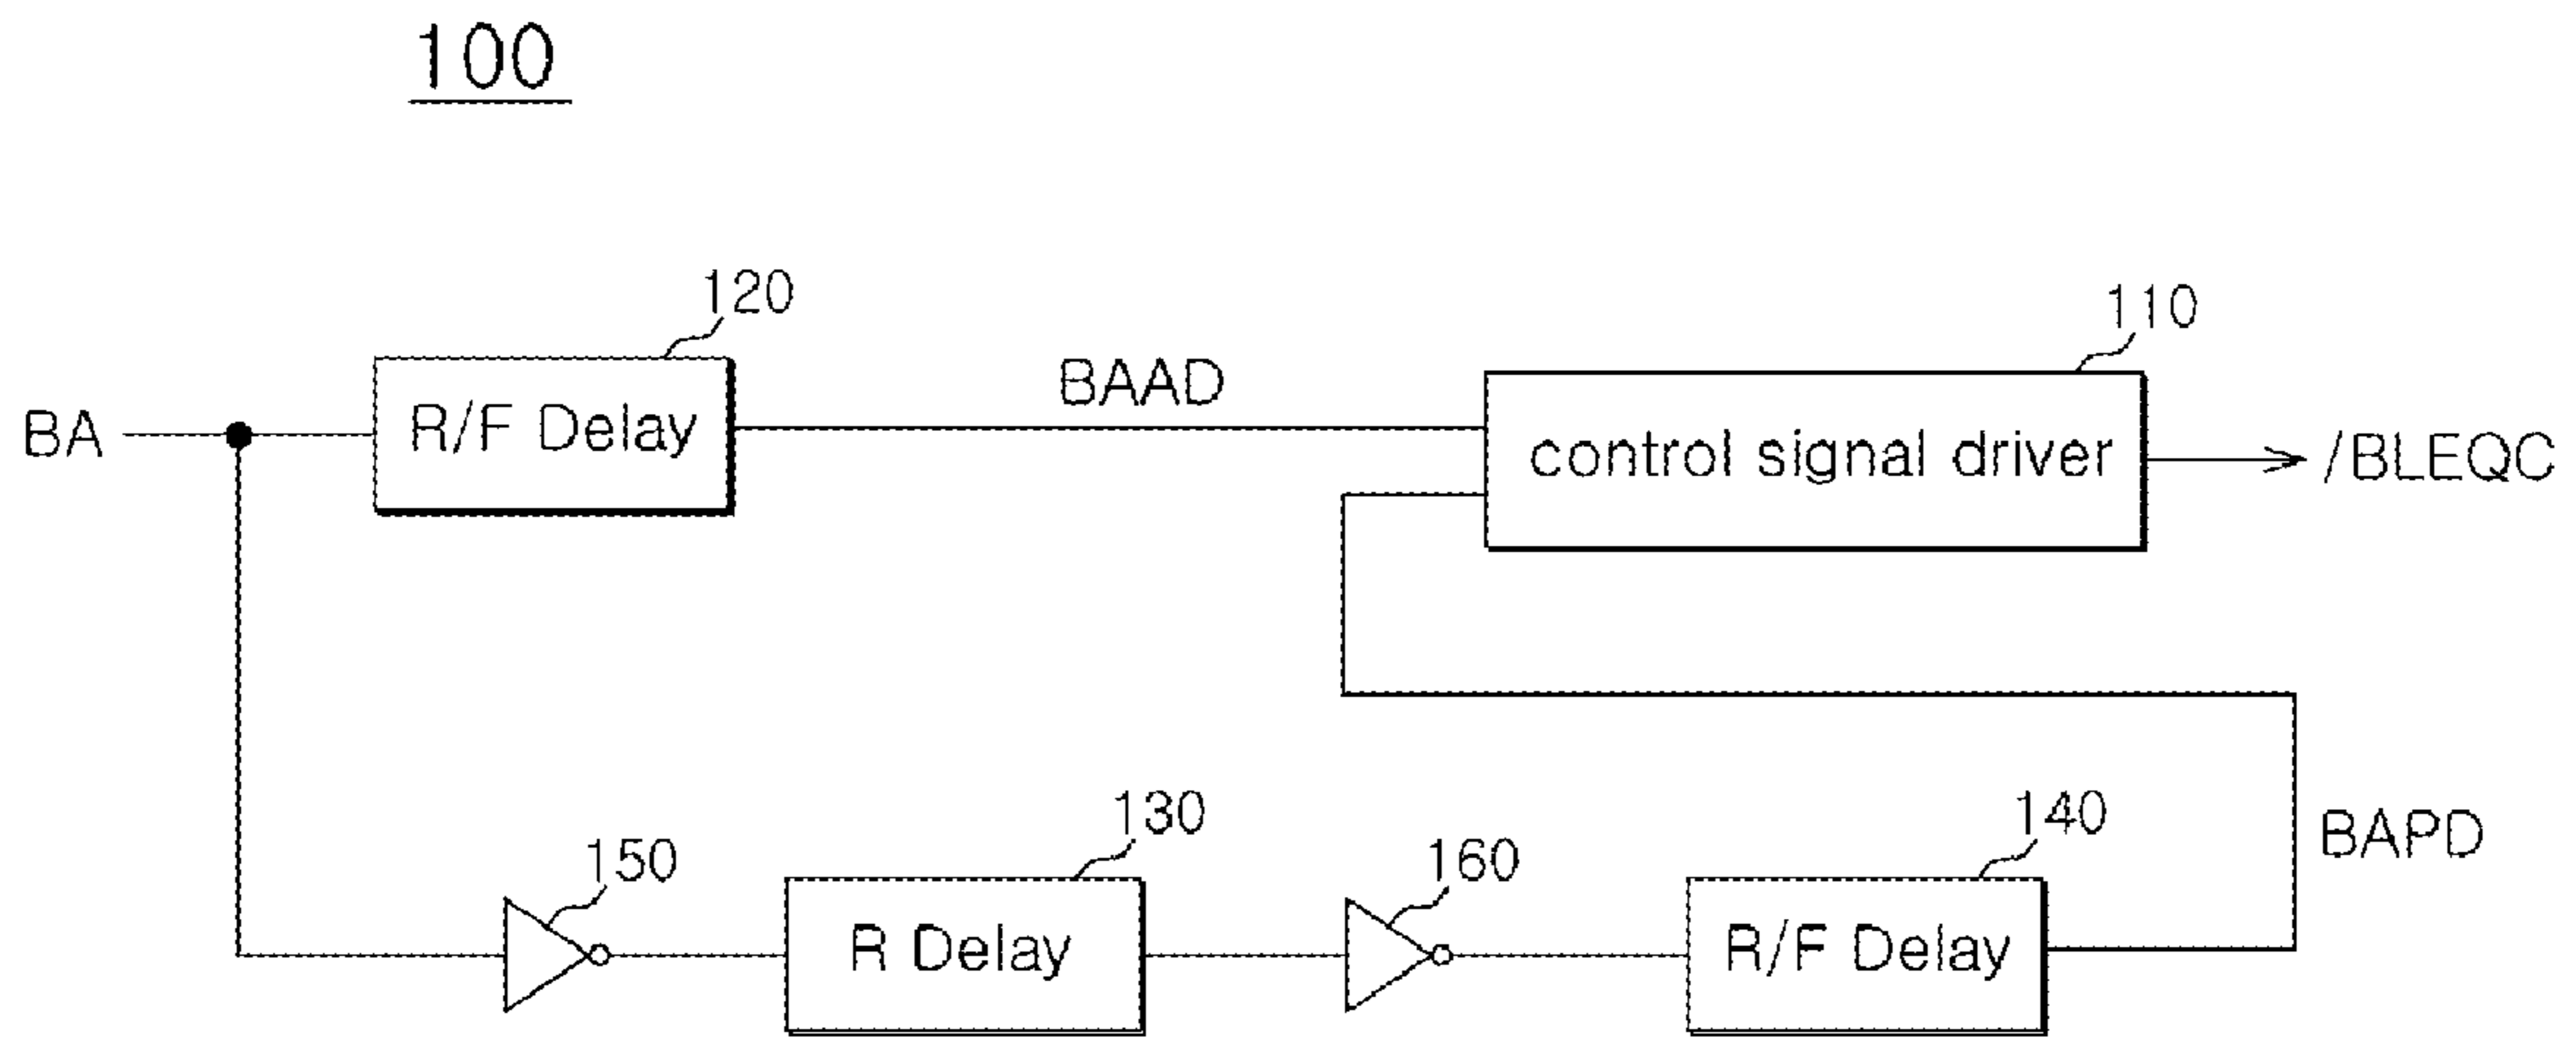 100
120
110
BAAD
BA
R/F Delay
control signal driver
/BLEQC
130
140
150
160
BAPD
R Delay
R/F Delay